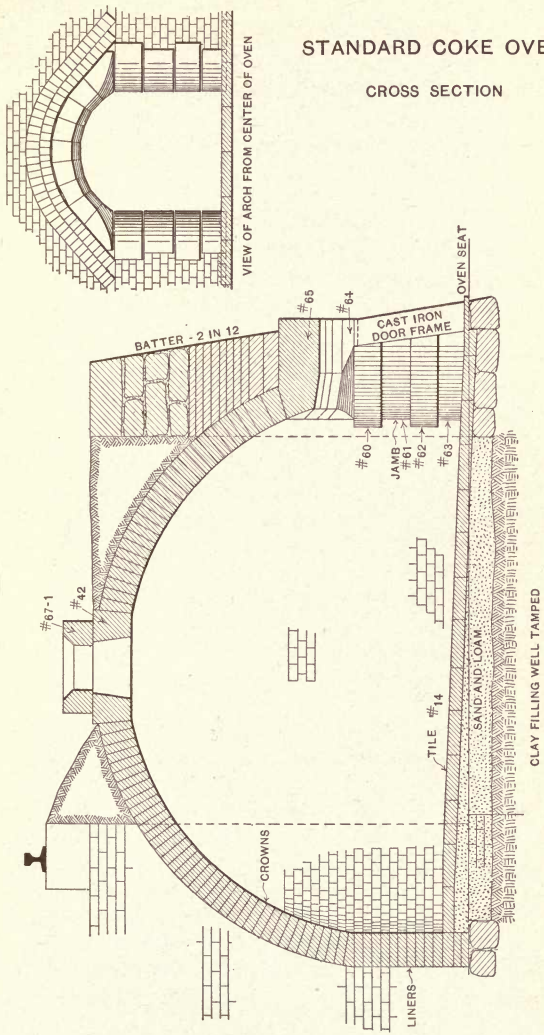 STANDARD COKE OVE
CROSS SECTION
VIEW OF ARCH FROM CENTER OF OVEN
BATTER - 2 IN 12
#65
#64
CAST IRON
DOOR FRAME
OVEN SEAT
#60
JAMB
#61
#62
#63
#67-1
#42
CROWNS
LINERS
TILE #14
SAND AND LOAM
CLAY FILLING WELL TAMPED